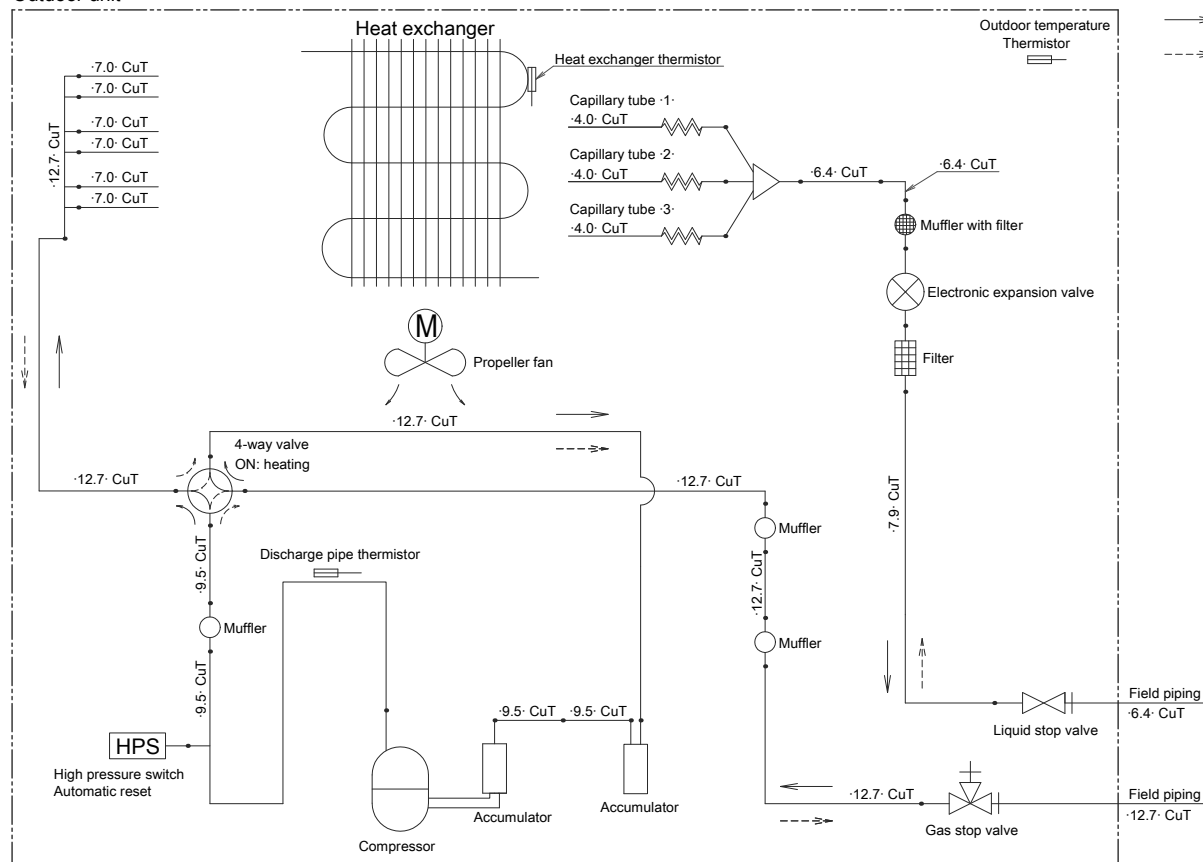 Heat exchanger
Outdoor temperature
Thermistor
Heat exchanger thermistor
·7.0· CuT
·7.0· CuT
·7.0· CuT
·7.0· CuT
·7.0· CuT
·7.0· CuT
·12.7· CuT
Capillary tube ·1·
·4.0· CuT
Capillary tube ·2·
·4.0· CuT
Capillary tube ·3·
·4.0· CuT
·6.4· CuT
·6.4· CuT
Muffler with filter
Electronic expansion valve
Filter
M
Propeller fan
·12.7· CuT
4-way valve
ON: heating
·12.7· CuT
·12.7· CuT
·7.9· CuT
Muffler
·9.5· CuT
Discharge pipe thermistor
·12.7· CuT
Muffler
Muffler
·9.5· CuT
·9.5· CuT
·9.5· CuT
Field piping
·6.4· CuT
Liquid stop valve
HPS
High pressure switch
Automatic reset
Accumulator
Accumulator
Compressor
·12.7· CuT
Gas stop valve
Field piping
·12.7· CuT